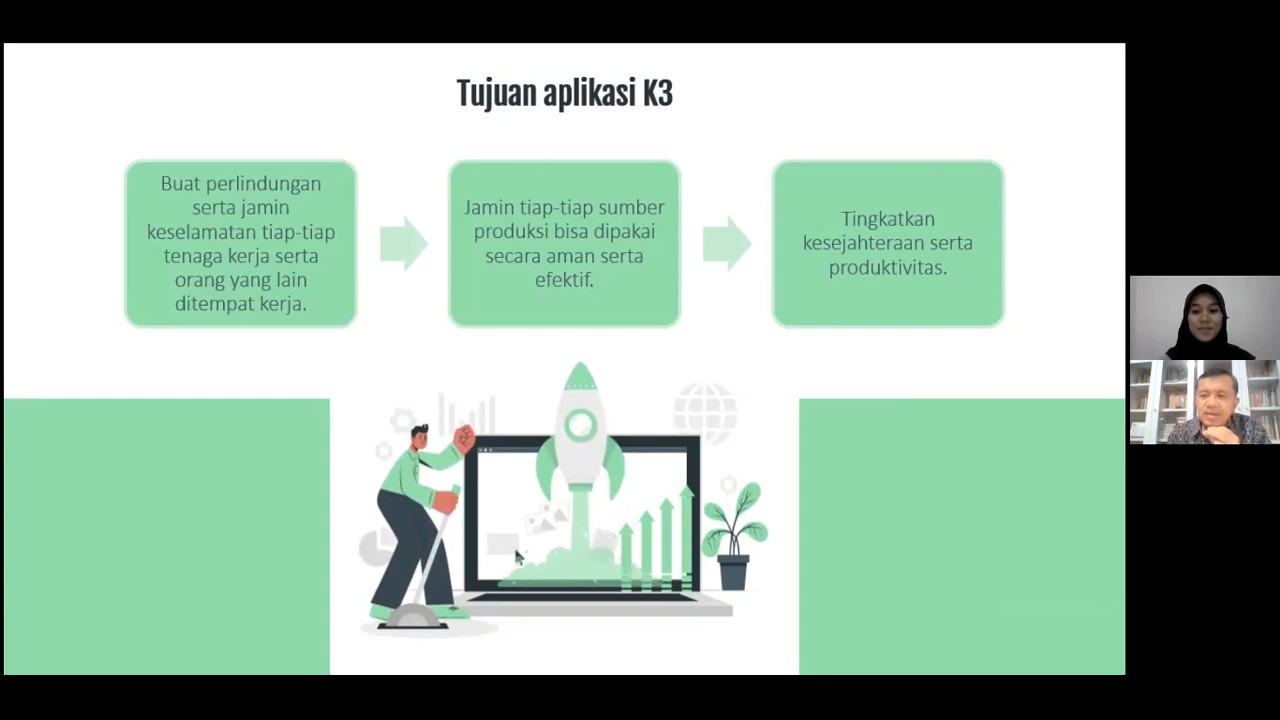 Tujuan aplikasi K3
Buat perlindungan
serta jamin
keselamatan tiap-tiap
tenaga kerja serta
orang yang lain
ditempat kerja.
Jamin tiap-tiap sumber
produksi bisa dipakai
secara aman serta
efektif.
Tingkatkan
kesejahteraan serta
produktivitas.